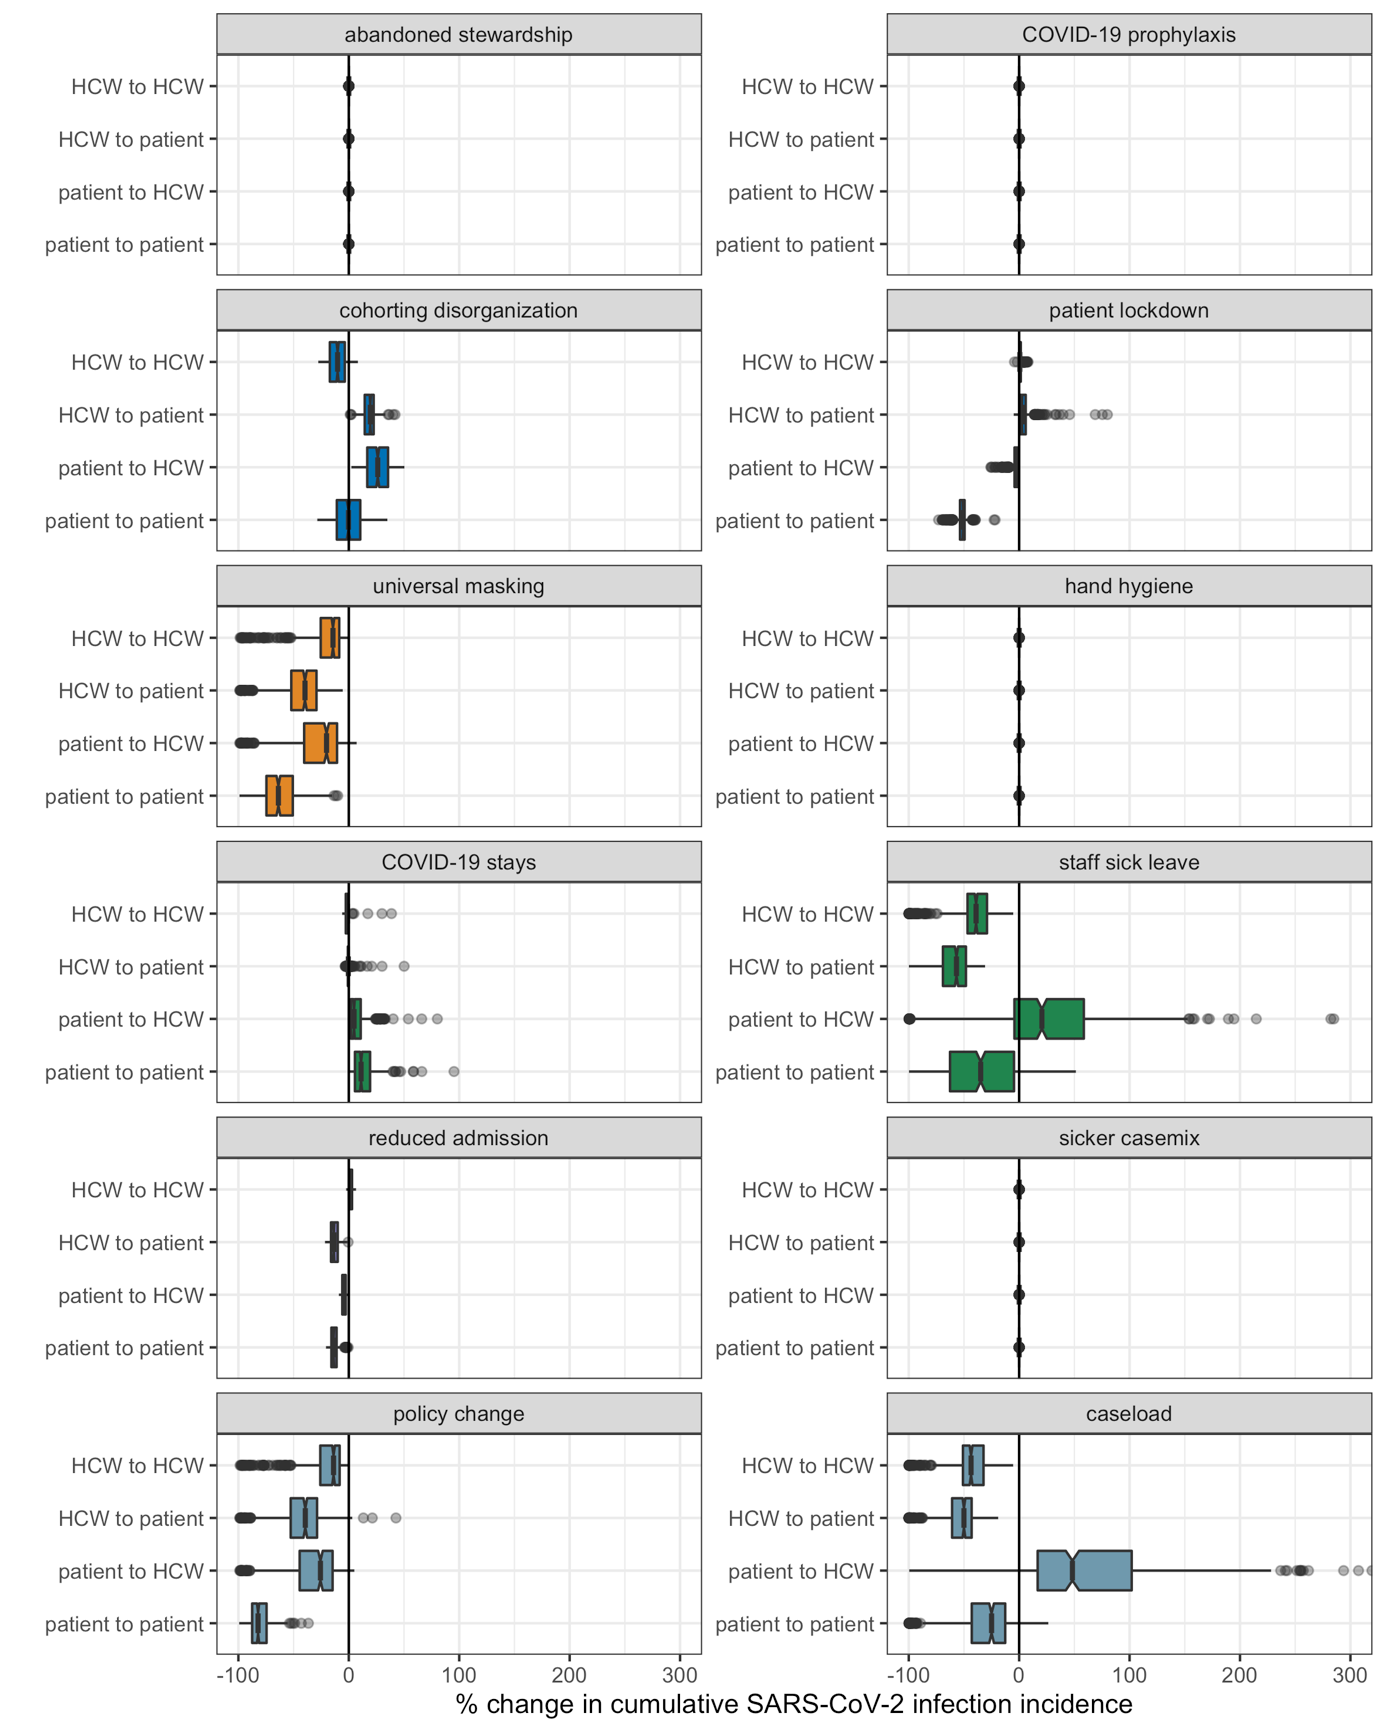 abandoned stewardship
HCW to HCW
HCW to patient
patient to HCW
patient to patient
COVID-19 prophylaxis
HCW to HCW
HCW to patient
patient to HCW
patient to patient
cohorting disorganization
HCW to HCW
HCW to patient
patient to HCW
patient to patient
patient lockdown
HCW to HCW
HCW to patient
patient to HCW
patient to patient
universal masking
HCW to HCW
HCW to patient
patient to HCW
patient to patient
hand hygiene
HCW to HCW
HCW to patient
patient to HCW
patient to patient
COVID-19 stays
HCW to HCW
HCW to patient
patient to HCW
patient to patient
staff sick leave
HCW to HCW
HCW to patient
patient to HCW
patient to patient
reduced admission
HCW to HCW
HCW to patient
patient to HCW
patient to patient
sicker casemix
HCW to HCW
HCW to patient
patient to HCW
patient to patient
policy change
HCW to HCW
HCW to patient
patient to HCW
patient to patient
-100 0 100 200 300
caseload
HCW to HCW
HCW to patient
patient to HCW
patient to patient
-100 0 100 200 300
% change in cumulative SARS-CoV-2 infection incidence